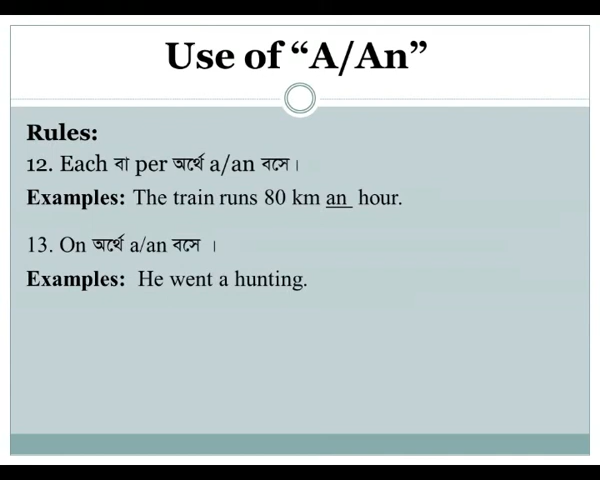 Use of “A/An”
Rules:
12. Each বা per অর্থে a/an বসে।
Examples: The train runs 80 km an hour.
13. On অর্থে a/an বসে ।
Examples: He went a hunting.